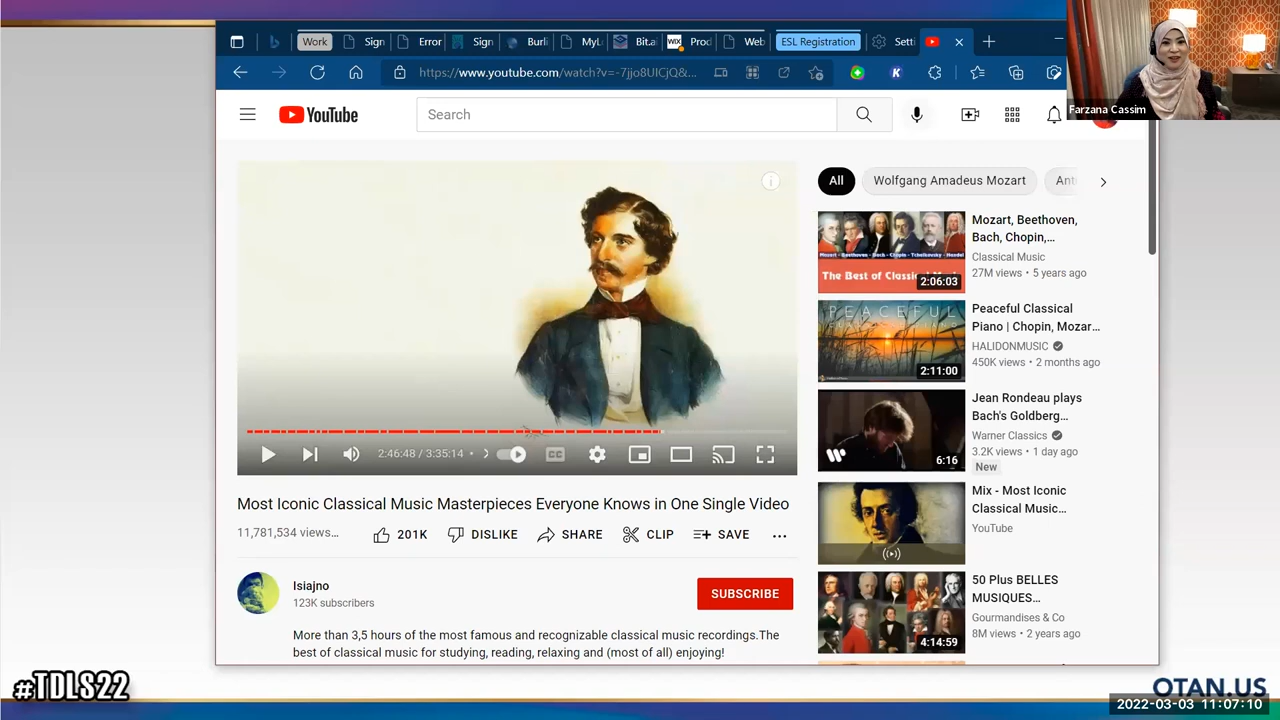 Work
Sign
Error
Sign
Burli
MyL
Bit.a
WiX
Prod
Web
ESL Registration
Setti
https://www.youtube.com/watch?v=-7jjo8UICjQ&...
Farzana Cassim
YouTube
Search
All
Wolfgang Amadeus Mozart
Ant
Mozart, Beethoven,
Bach, Chopin,...
Classical Music
27M views • 5 years ago
The Best of Classic
2:06:03
PEACEFUL
Peaceful Classical
Piano | Chopin, Mozar...
HALIDONMUSIC
450K views • 2 months ago
2:11:00
Jean Rondeau plays
Bach's Goldberg...
Warner Classics
3.2K views • 1 day ago
New
6:16
2:46:48 / 3:35:14 •
CC
Most Iconic Classical Music Masterpieces Everyone Knows in One Single Video
11,781,534 views...
201K
DISLIKE
SHARE
CLIP
SAVE
...
Mix - Most Iconic
Classical Music...
YouTube
Isiajno
123K subscribers
SUBSCRIBE
50 Plus BELLES
MUSIQUES...
Gourmandises & Co
8M views • 2 years ago
4:14:59
More than 3,5 hours of the most famous and recognizable classical music recordings.The
best of classical music for studying, reading, relaxing and (most of all) enjoying!
#TDLS22
OTAN.US
2022-03-03 11:07:10